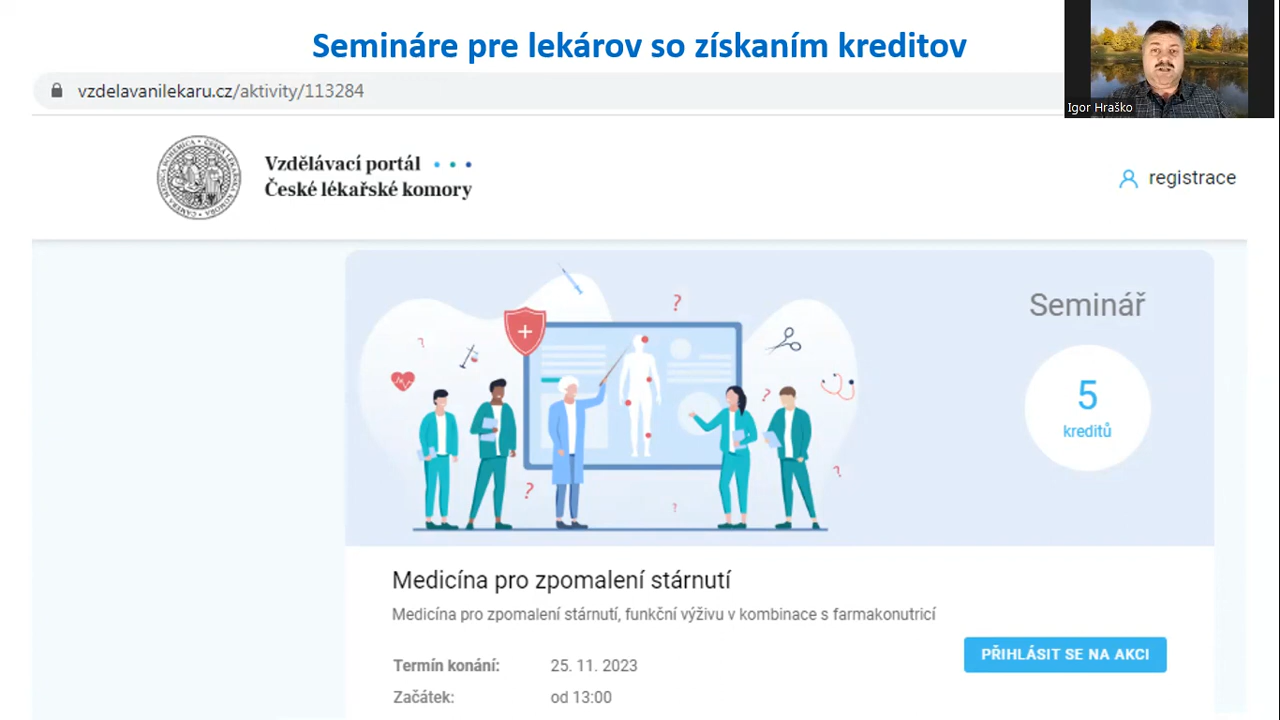 Semináre pre lekárov so získaním kreditov
Igor Hraško
vzdelavanilekaru.cz/aktivity/113284
Vzdělávací portál
České lékařské komory
registrace
Seminář
5
kreditů
Medicína pro zpomalení stárnutí
Medicína pro zpomalení stárnutí, funkční výživu v kombinace s farmakonutricí
PŘIHLÁSIT SE NA AKCI
Termín konání: 25. 11. 2023
Začátek: od 13:00